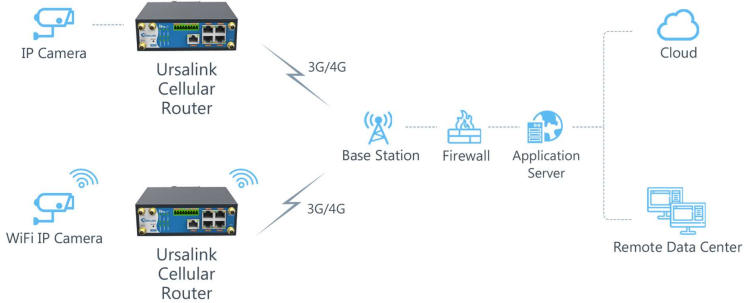 IP Camera
Ursalink
Cellular
Router
3G/4G
Cloud
Base Station
Firewall
Application
Server
WiFi IP Camera
Ursalink
Cellular
Router
3G/4G
Remote Data Center